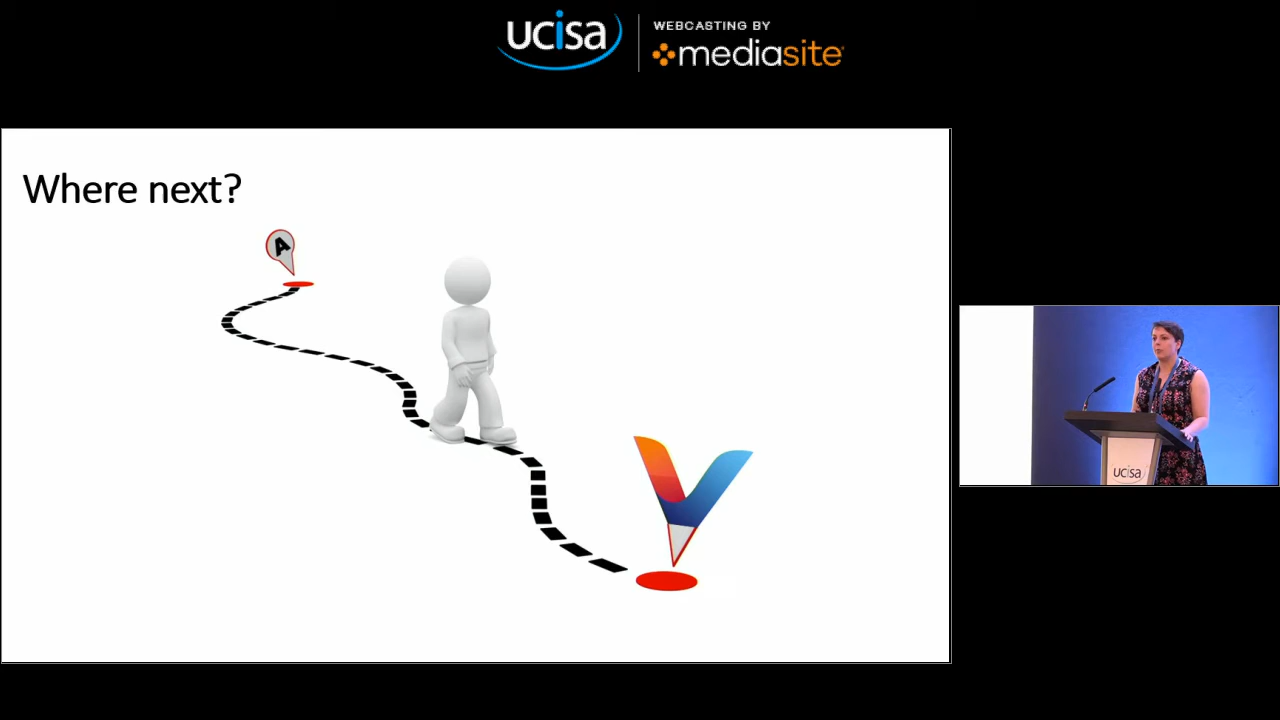 ucisa
WEBCASTING BY
mediasite
Where next?
A
ucisa